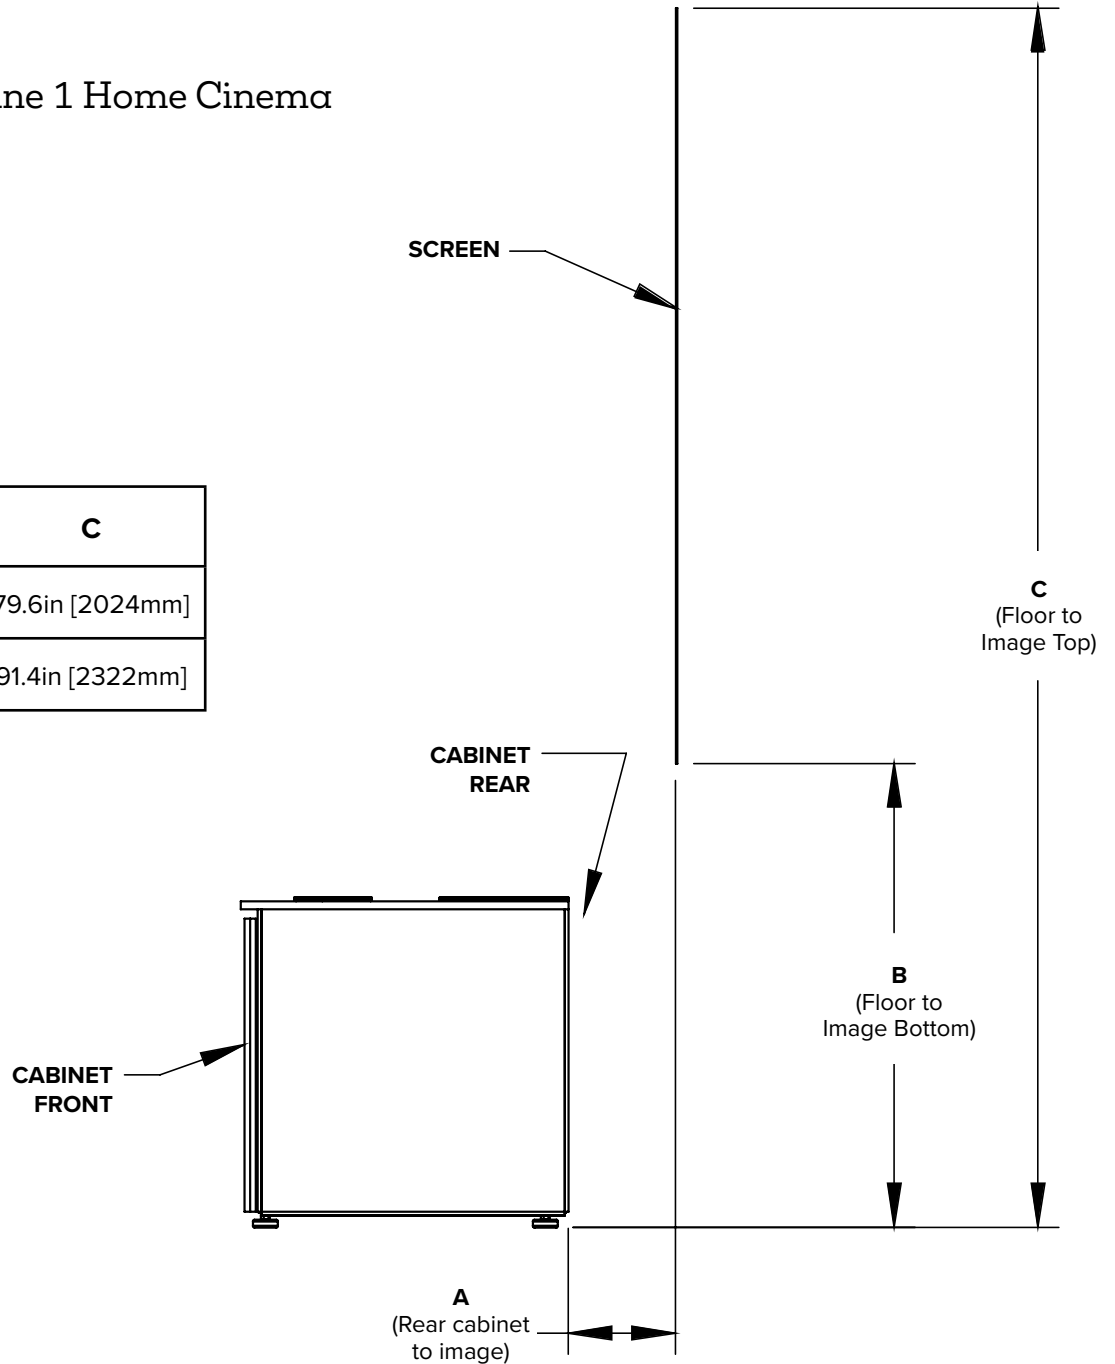 1 Home Cinema
SCREEN
C
79.6in [2024mm]
91.4in [2322mm]
C
(Floor to
Image Top)
CABINET
REAR
B
(Floor to
Image Bottom)
CABINET
FRONT
A
(Rear cabinet
to image)